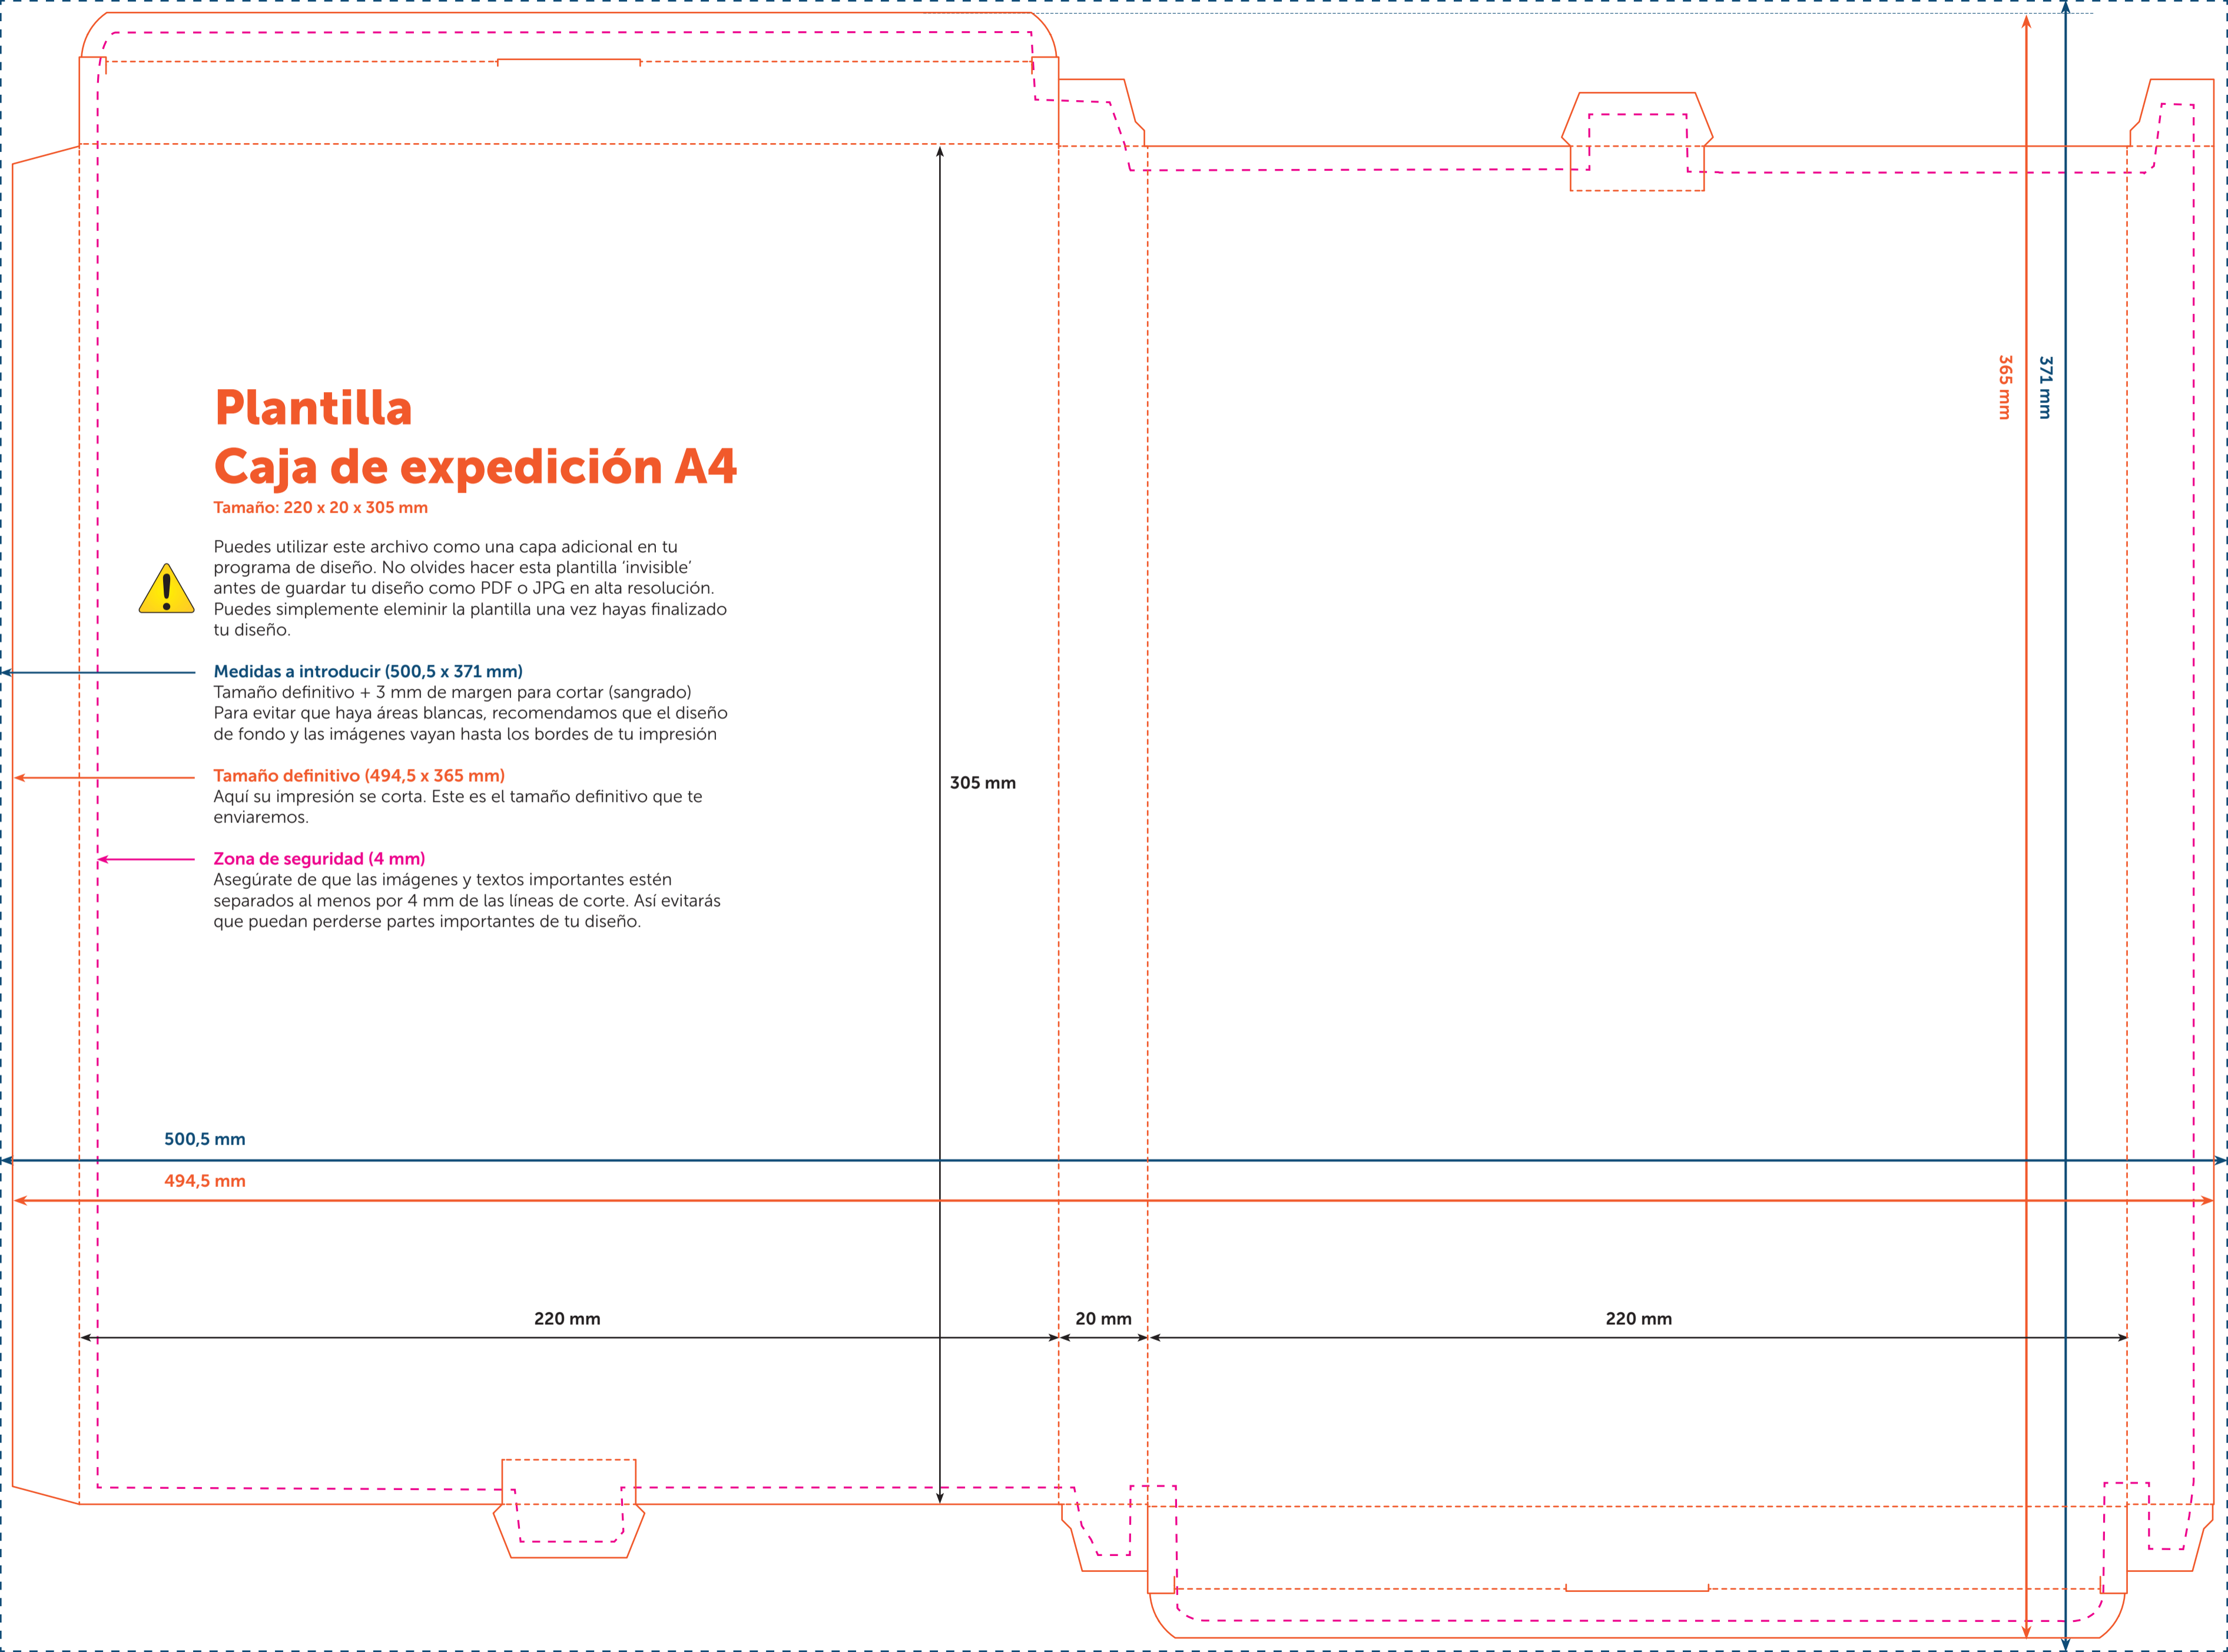 Plantilla
Caja de expedición A4
Tamaño: 220 x 20 x 305 mm
Puedes utilizar este archivo como una capa adicional en tu
programa de diseño. No olvides hacer esta plantilla ‘invisible’
antes de guardar tu diseño como PDF o JPG en alta resolución.
Puedes simplemente eleminir la plantilla una vez hayas finalizado
tu diseño.
Medidas a introducir (500,5 x 371 mm)
Tamaño definitivo + 3 mm de margen para cortar (sangrado)
Para evitar que haya áreas blancas, recomendamos que el diseño
de fondo y las imágenes vayan hasta los bordes de tu impresión
Tamaño definitivo (494,5 x 365 mm)
Aquí su impresión se corta. Este es el tamaño definitivo que te
enviaremos.
Zona de seguridad (4 mm)
Asegúrate de que las imágenes y textos importantes estén
separados al menos por 4 mm de las líneas de corte. Así evitarás
que puedan perderse partes importantes de tu diseño.
305 mm
365 mm
371 mm
500,5 mm
494,5 mm
220 mm
20 mm
220 mm